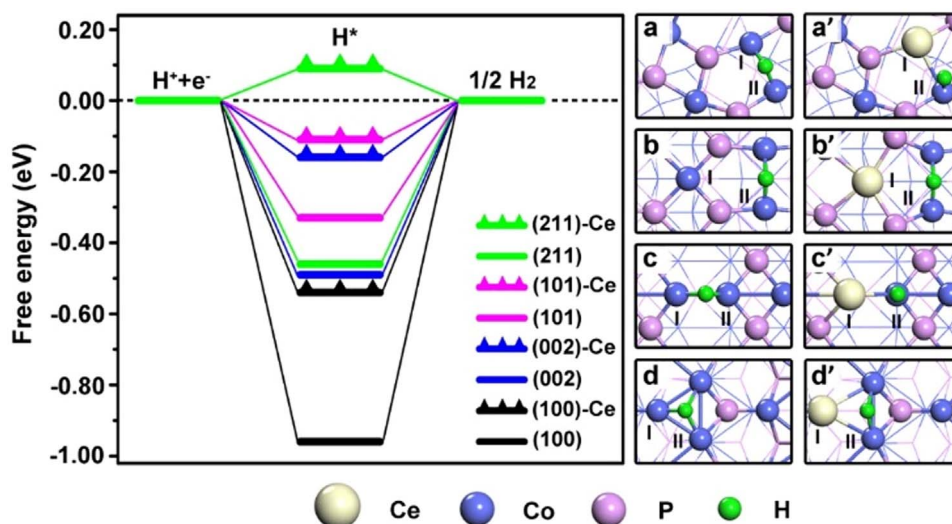 0.20
0.00
-0.20
-0.40
-0.60
-0.80
-1.00
Free energy (eV)
H⁺+e⁻
H*
1/2 H₂
(211)-Ce
(211)
(101)-Ce
(101)
(002)-Ce
(002)
(100)-Ce
(100)
a
I
II
a′
I
II
b
I
II
b′
I
II
c
I
II
c′
I
II
d
I
II
d′
I
II
Ce
Co
P
H